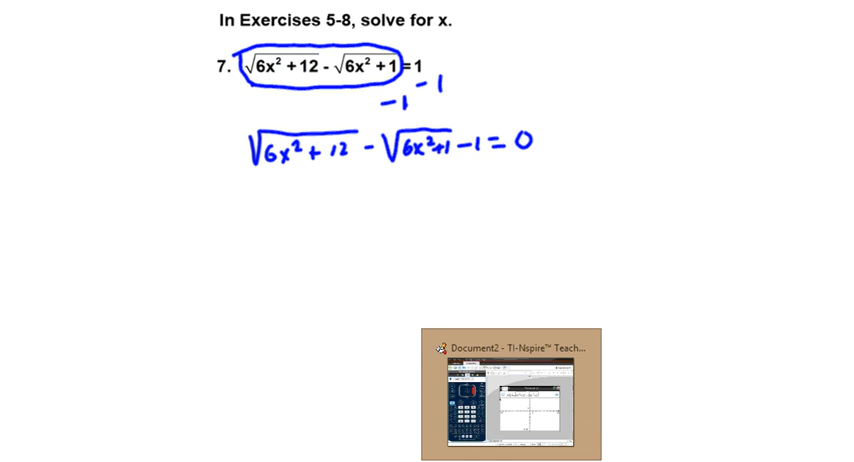 In Exercises 5-8, solve for x.
7. √(6x² + 12) - √(6x² + 1) = 1
- 1
- 1
√(6x² + 12) - √(6x² + 1) - 1 = 0
Document2 - TI-Nspire™ Teach...